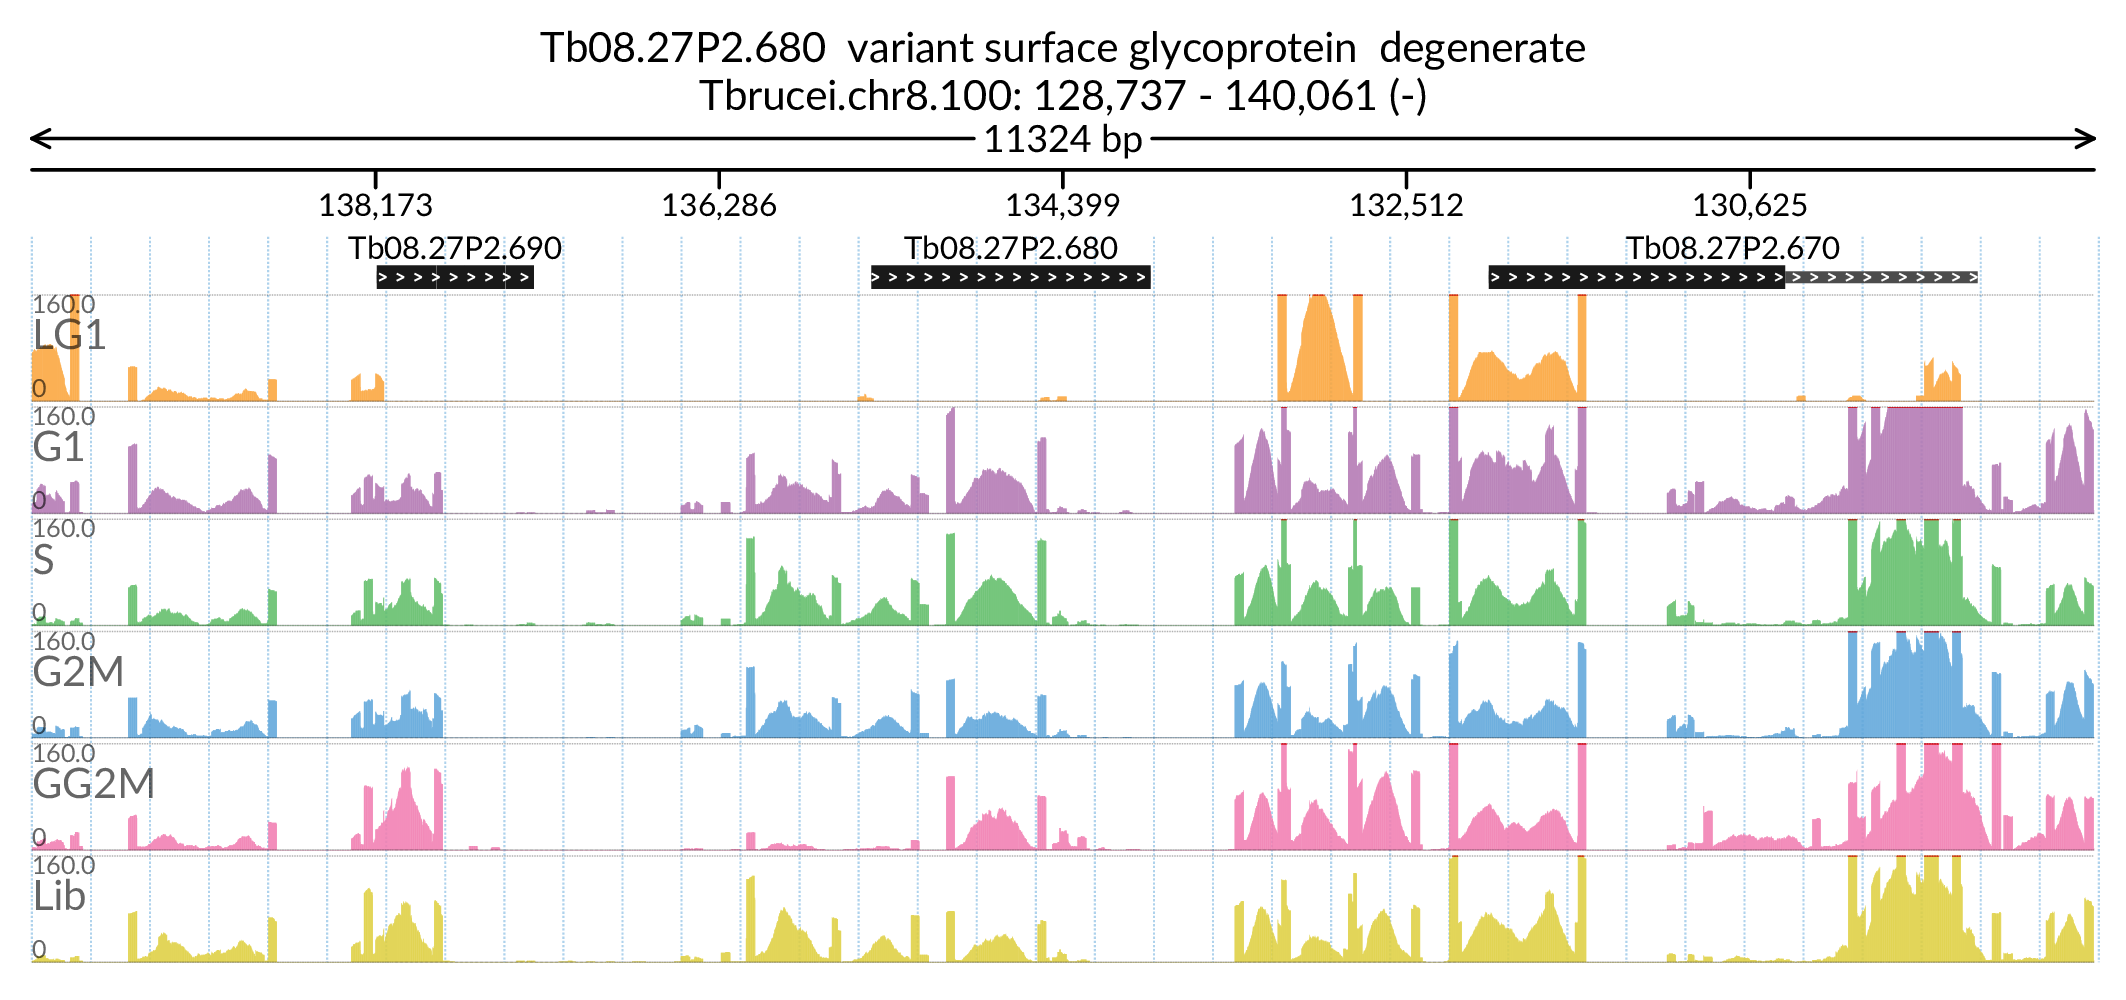 Tb08.27P2.680 variant surface glycoprotein degenerate
Tbrucei.chr8.100: 128,737 - 140,061 (-)
11324 bp
138,173 136,286 134,399 132,512 130,625
Tb08.27P2.690 Tb08.27P2.680 Tb08.27P2.670
160.0
LG1
0
160.0
G1
0
160.0
S
0
160.0
G2M
0
160.0
GG2M
0
160.0
Lib
0